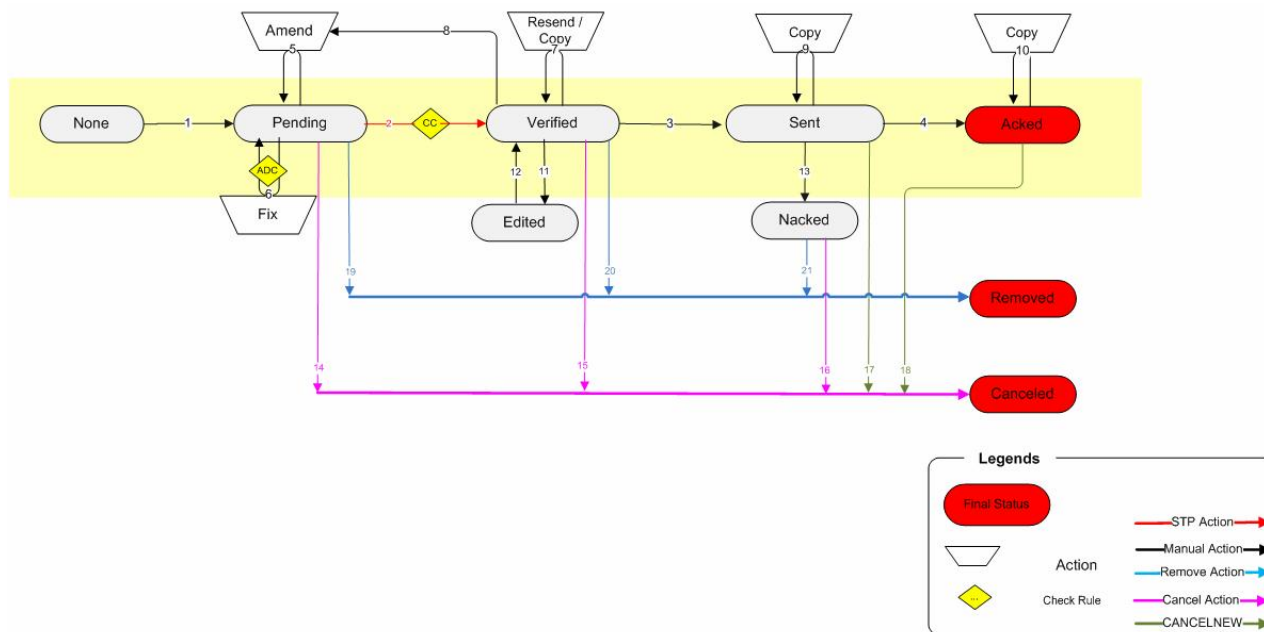 Amend
5
8
Resend /
Copy
7
Copy
9
Copy
10
None
1
Pending
2
CC
Verified
3
Sent
4
Acked
ADC
6
Fix
12
11
Edited
13
Nacked
19
20
21
Removed
14
15
16
17
18
Canceled
Legends
Final Status
STP Action
Manual Action
Action
Remove Action
...
Check Rule
Cancel Action
CANCELNEW